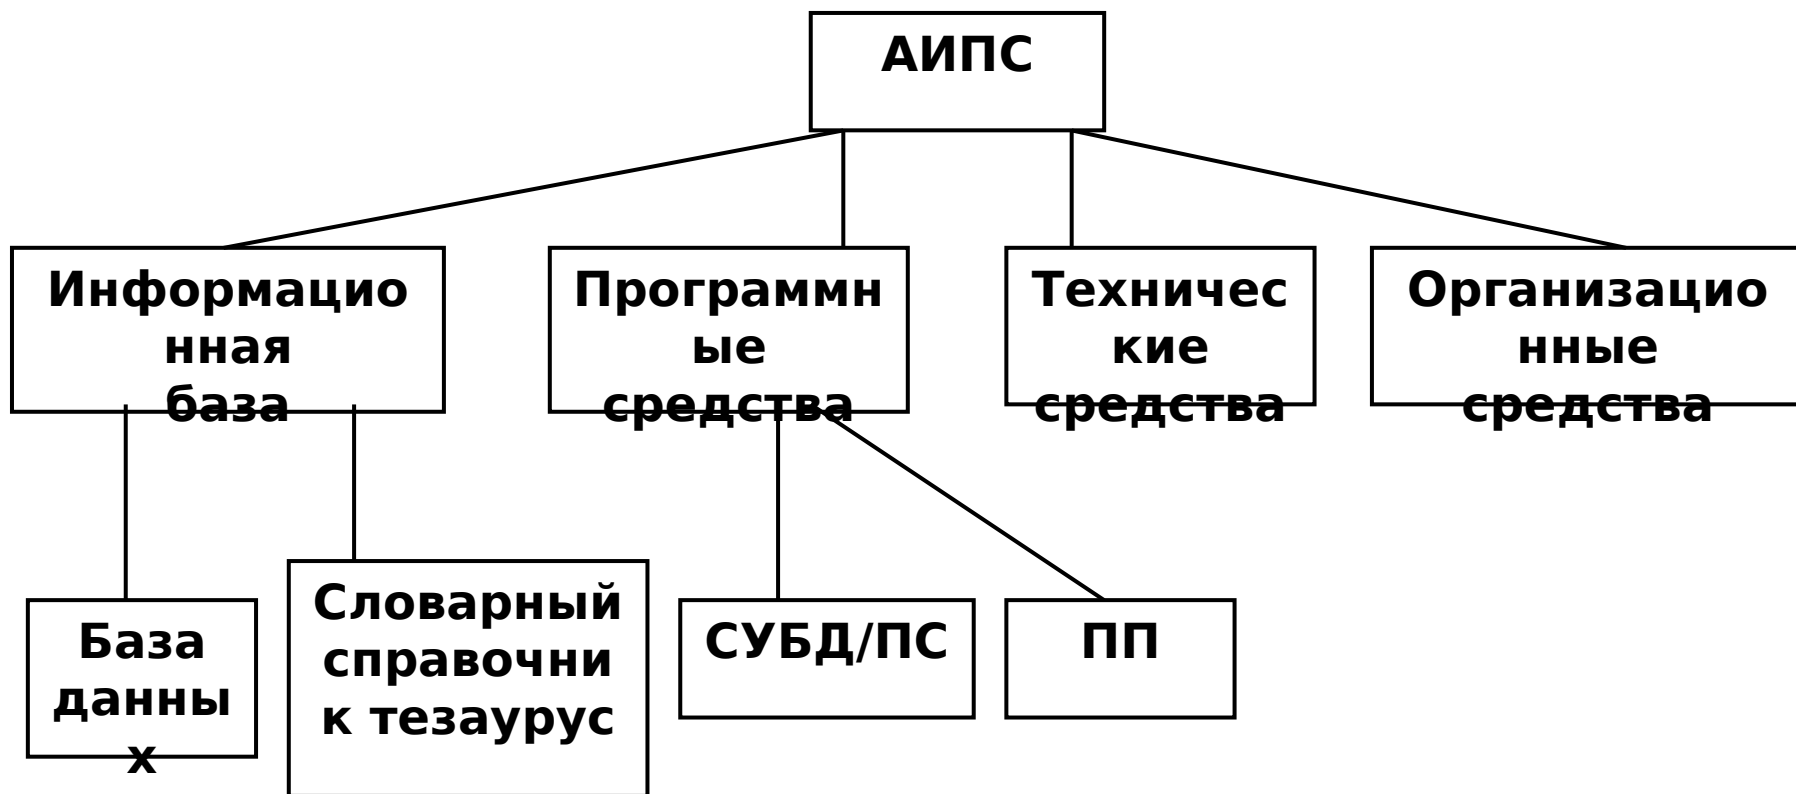 АИПС
Информацио
нная
база
Программн
ые
средства
Техничес
кие
средства
Организацио
нные
средства
База
данны
х
Словарный
справочни
к тезаурус
СУБД/ПС
ПП